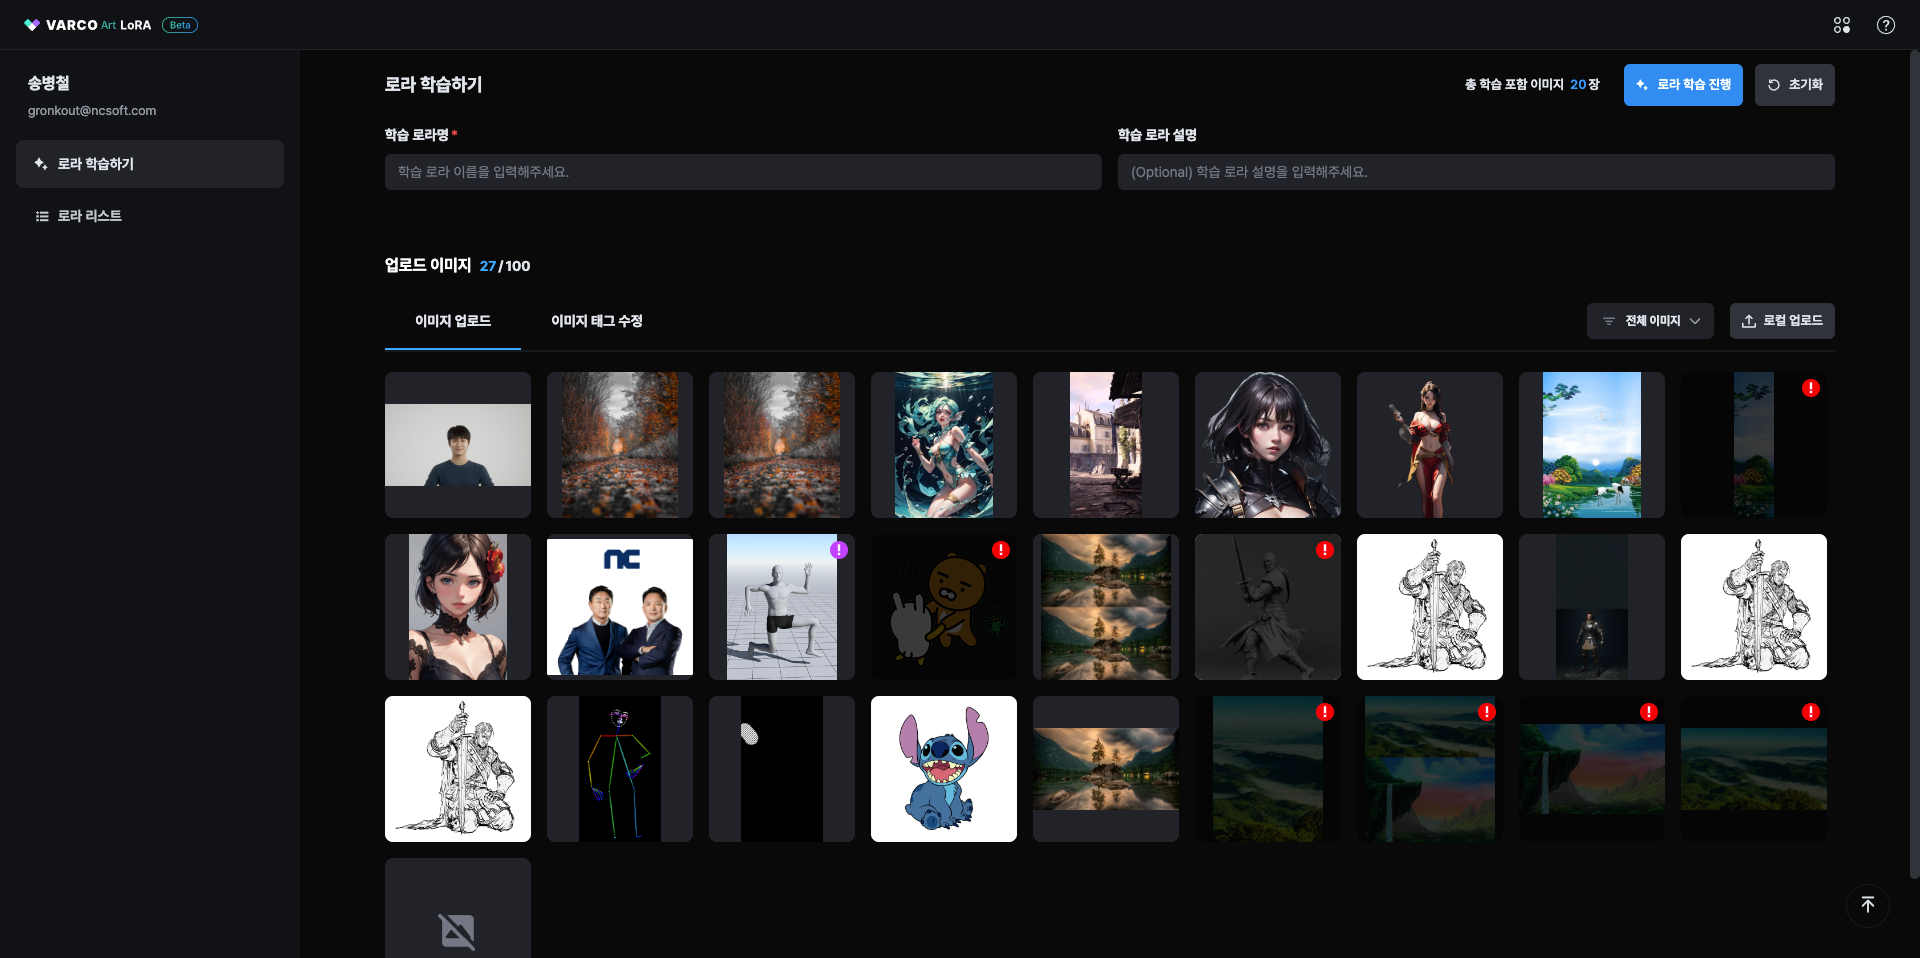 VARCO Art LoRA Beta
송병철
gronkout@ncsoft.com
로라 학습하기
로라 리스트
로라 학습하기
총 학습 포함 이미지 20 장
로라 학습 진행
초기화
학습 로라명 *
학습 로라 이름을 입력해주세요.
학습 로라 설명
(Optional) 학습 로라 설명을 입력해주세요.
업로드 이미지 27 / 100
이미지 업로드
이미지 태그 수정
전체 이미지
로컬 업로드
nc